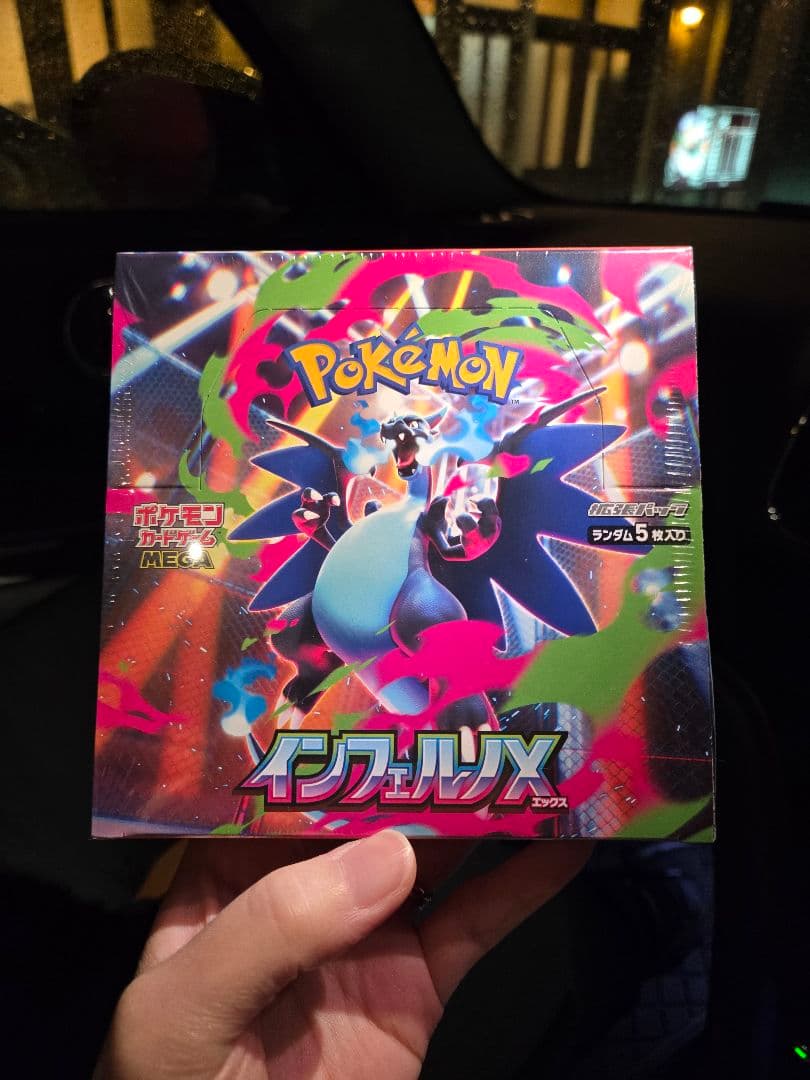 POKéMON
TM
ポケモン
カードゲーム
MEGA
拡張パック
ランダム5枚入り
インフェルノX
エックス